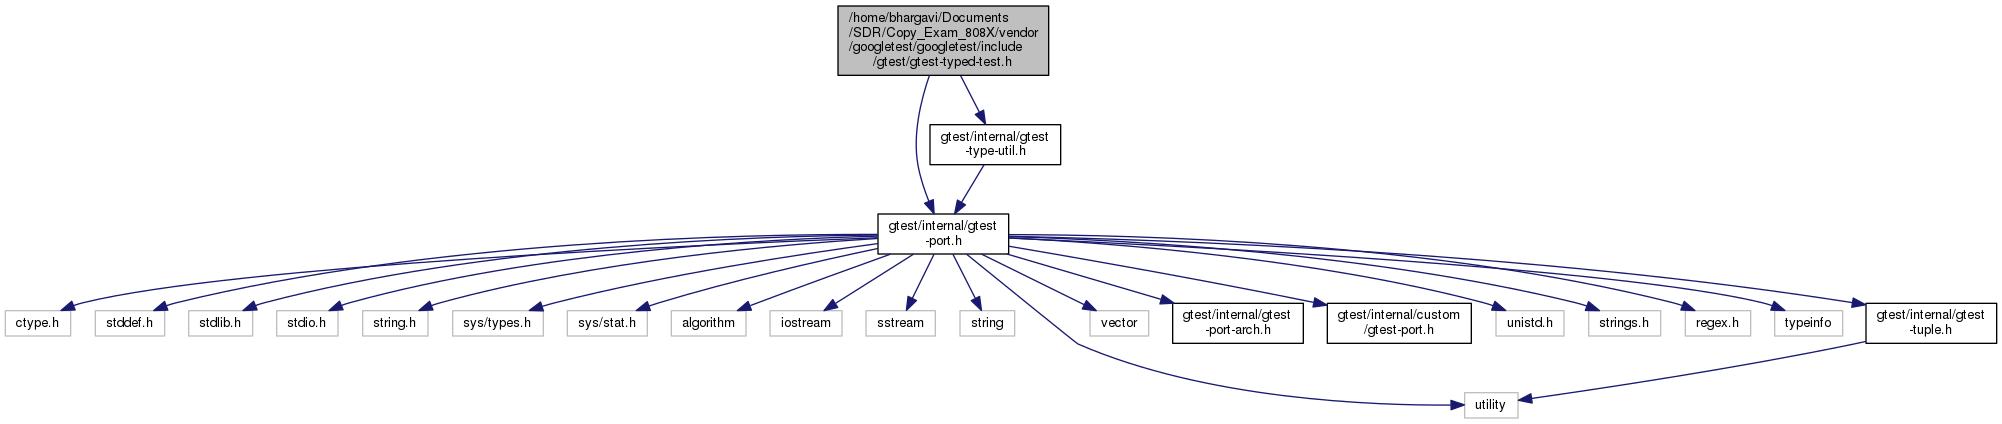 /home/bhargavi/Documents
/SDR/Copy_Exam_808X/vendor
/googletest/googletest/include
/gtest/gtest-typed-test.h
gtest/internal/gtest
-type-util.h
gtest/internal/gtest
-port.h
ctype.h
stddef.h
stdlib.h
stdio.h
string.h
sys/types.h
sys/stat.h
algorithm
iostream
sstream
string
vector
gtest/internal/gtest
-port-arch.h
gtest/internal/custom
/gtest-port.h
unistd.h
strings.h
regex.h
typeinfo
gtest/internal/gtest
-tuple.h
utility